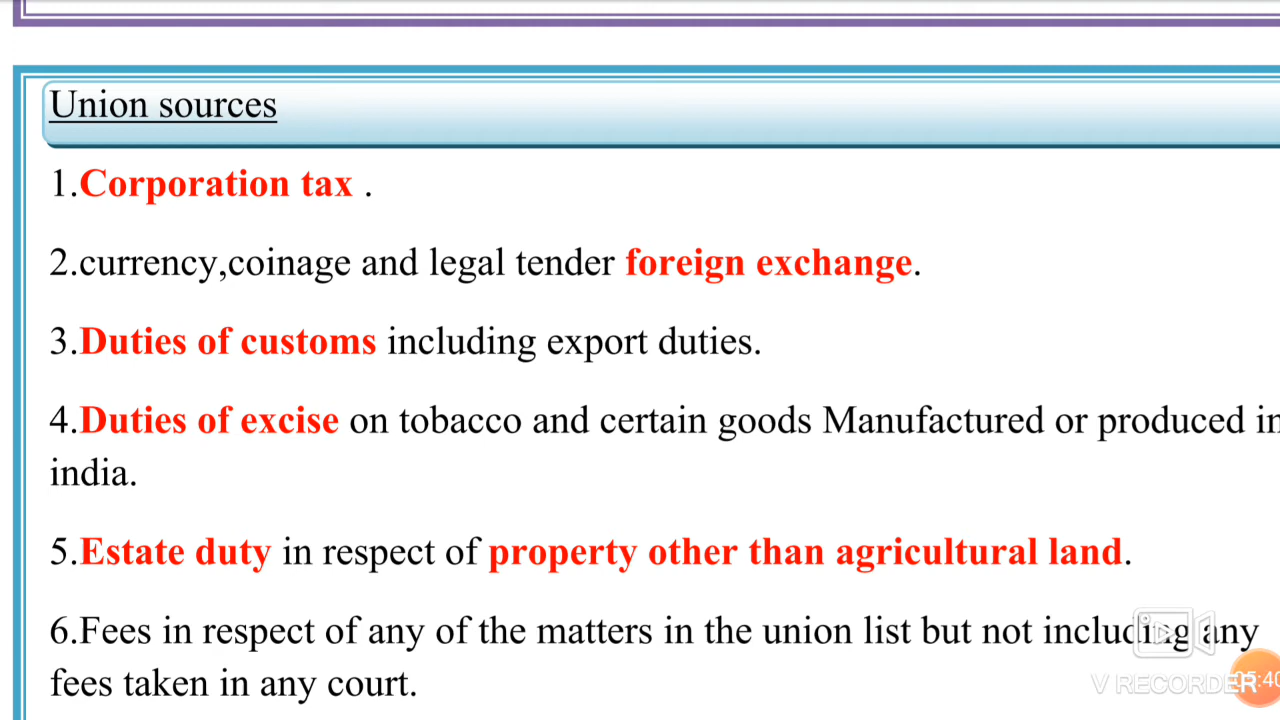 Union sources
1.Corporation tax .
2.currency,coinage and legal tender foreign exchange.
3.Duties of customs including export duties.
4.Duties of excise on tobacco and certain goods Manufactured or produced in
india.
5.Estate duty in respect of property other than agricultural land.
6.Fees in respect of any of the matters in the union list but not including any
fees taken in any court.
V RECORDER
05:40